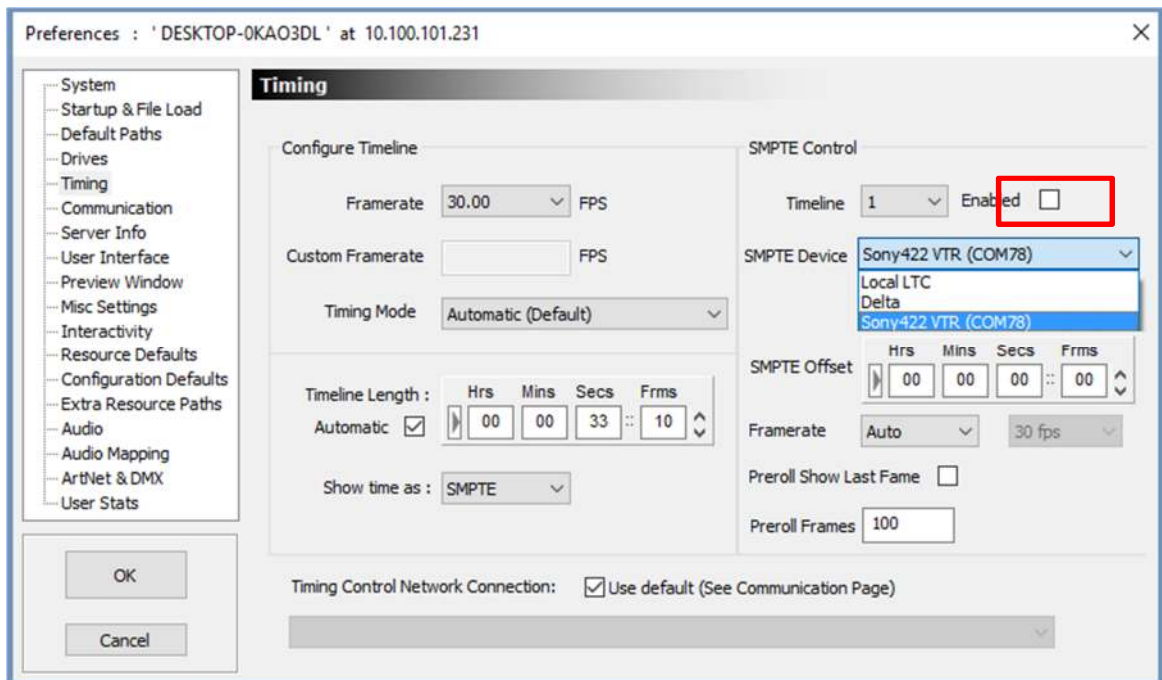 Preferences : ' DESKTOP-0KAO3DL ' at 10.100.101.231
System
Startup & File Load
Default Paths
Drives
Timing
Communication
Server Info
User Interface
Preview Window
Misc Settings
Interactivity
Resource Defaults
Configuration Defaults
Extra Resource Paths
Audio
Audio Mapping
ArtNet & DMX
User Stats
OK
Cancel
Timing
Configure Timeline
Framerate 30.00 FPS
Custom Framerate FPS
Timing Mode Automatic (Default)
Hrs Mins Secs Frms
Timeline Length :
Automatic 00 00 33 :: 10
Show time as : SMPTE
SMPTE Control
Timeline 1 Enabled
SMPTE Device Sony422 VTR (COM78)
Local LTC
Delta
Sony422 VTR (COM78)
Hrs Mins Secs Frms
SMPTE Offset 00 00 00 :: 00
Framerate Auto 30 fps
Preroll Show Last Fame
Preroll Frames 100
Timing Control Network Connection: Use default (See Communication Page)